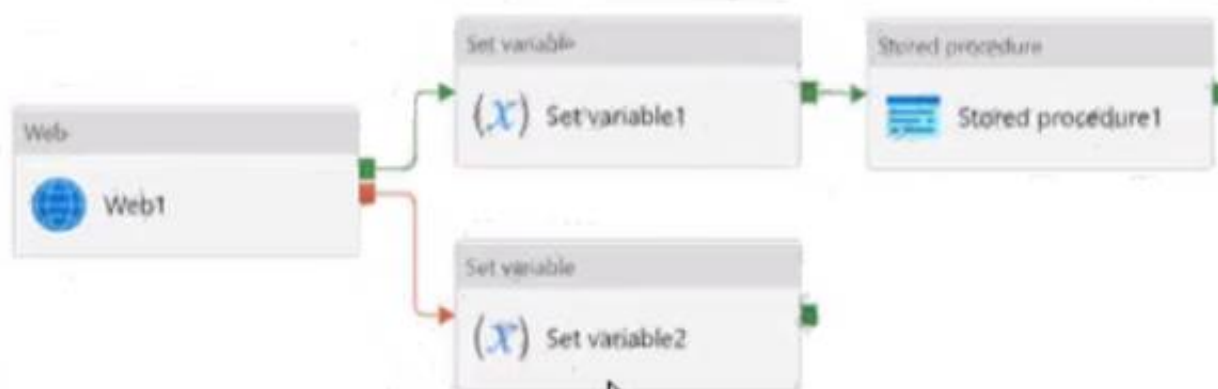 Set variable
(x) Set variable1
Stored procedure
Stored procedure1
Web
Web1
Set variable
(x) Set variable2